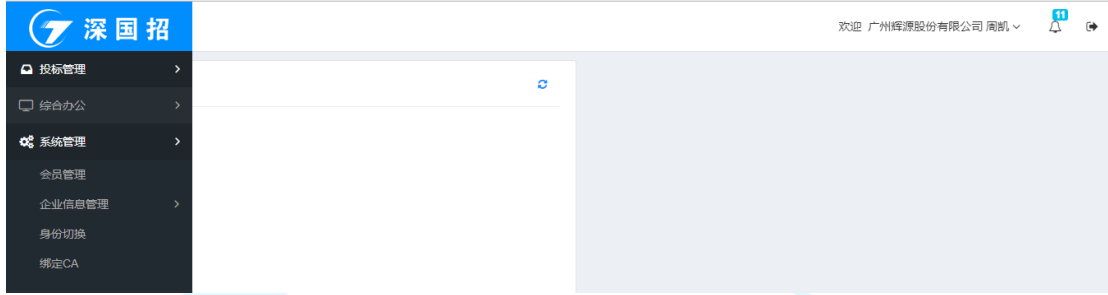 深国招
欢迎 广州辉源股份有限公司 周凯
11
投标管理
综合办公
系统管理
会员管理
企业信息管理
身份切换
绑定CA